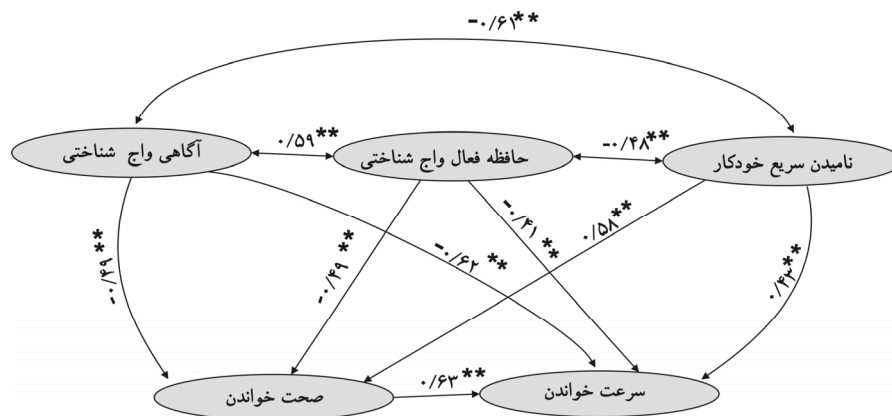 -۰/۶۱**
آگاهی واج شناختی
۰/۵۹**
حافظه فعال واج شناختی
-۰/۴۸**
نامیدن سریع خودکار
-۰/۴۹**
-۰/۴۹**
-۰/۶۲**
-۰/۴۱**
۰/۵۸**
۰/۴۳**
صحت خواندن
۰/۶۳**
سرعت خواندن